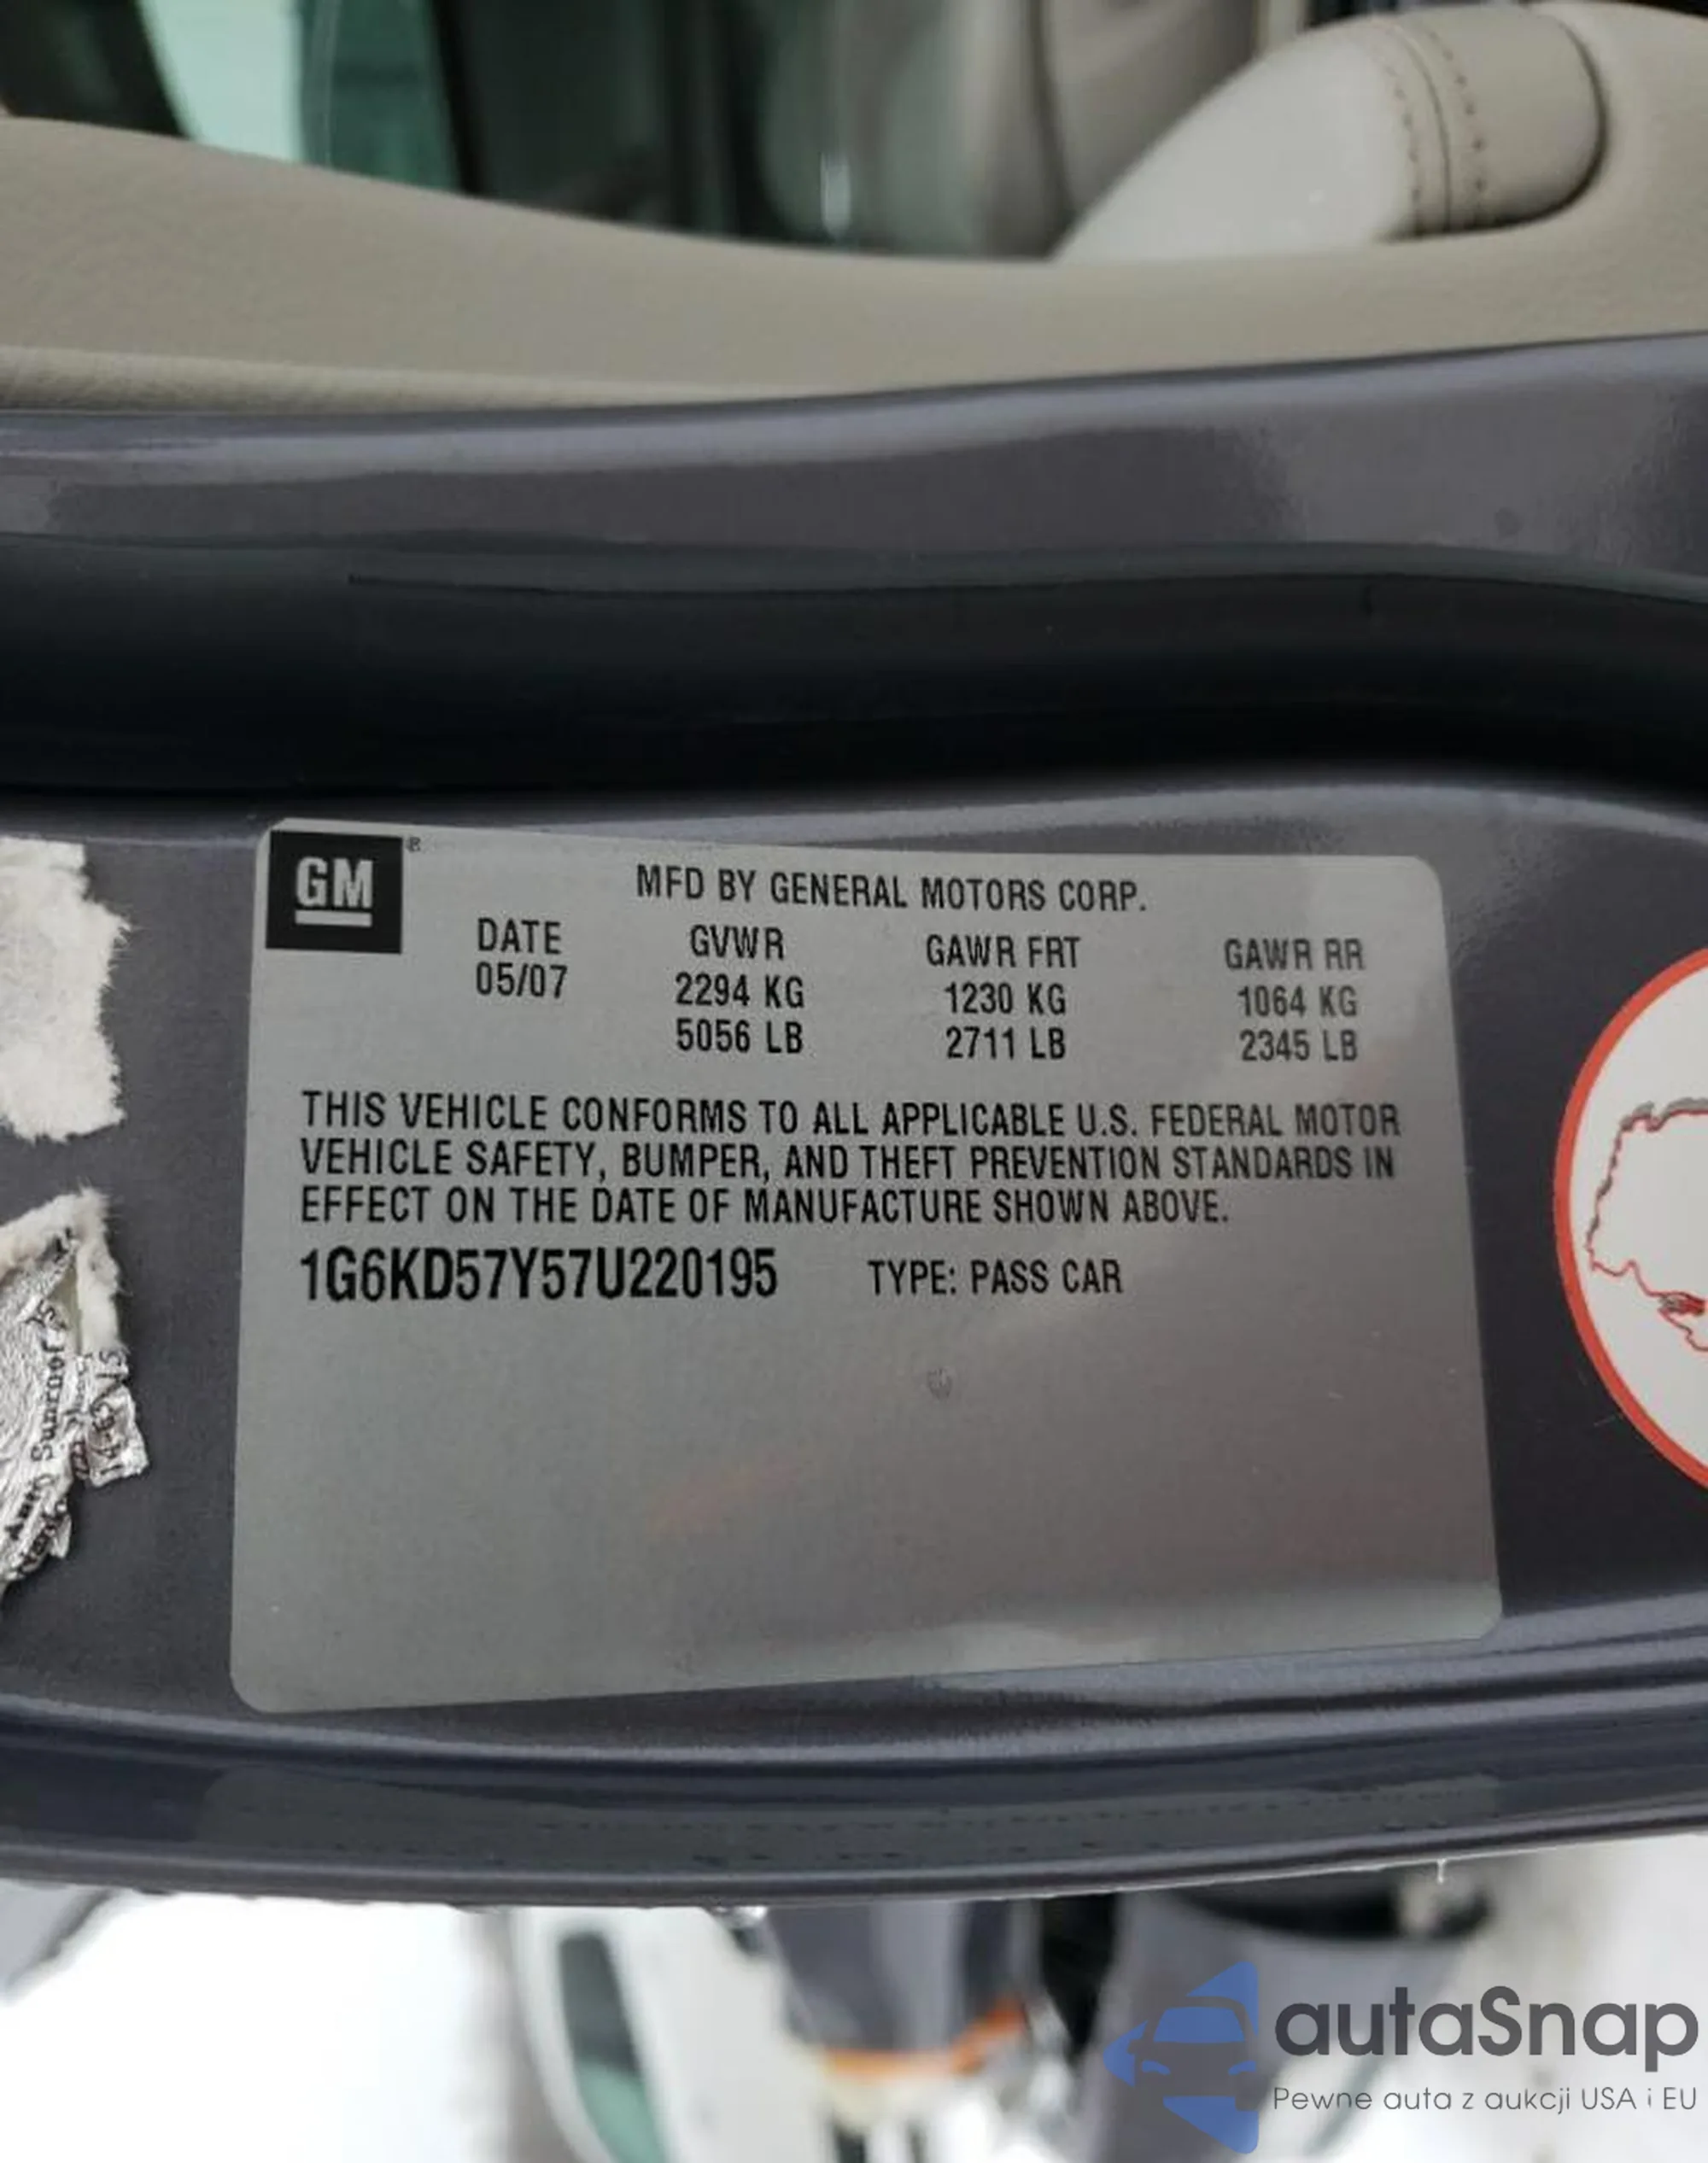 GM®
MFD BY GENERAL MOTORS CORP.
DATE GVWR GAWR FRT GAWR RR
05/07 2294 KG 1230 KG 1064 KG
5056 LB 2711 LB 2345 LB
THIS VEHICLE CONFORMS TO ALL APPLICABLE U.S. FEDERAL MOTOR
VEHICLE SAFETY, BUMPER, AND THEFT PREVENTION STANDARDS IN
EFFECT ON THE DATE OF MANUFACTURE SHOWN ABOVE.
1G6KD57Y57U220195 TYPE: PASS CAR
Auto Sunroof
autaSnap
Pewne auta z aukcji USA i EU